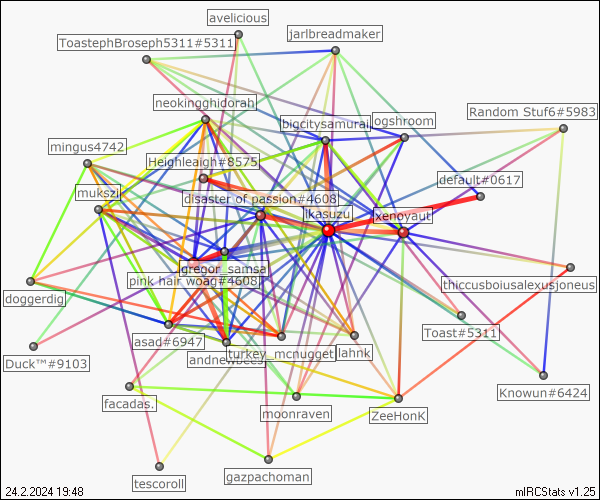 avelicious
jarlbreadmaker
ToastephBroseph5311#5311
neokingghidorah
Random Stuf6#5983
bigcitysamurai
ogshroom
mingus4742
Heighleaigh#8575
default#0617
mukszi
disaster of passion#4608
ikasuzu
xenoyaut
gregor_samsa
pink hair woag#4608
thiccusboiusalexusjoneus
doggerdig
Toast#5311
asad#6947
andnewbees
turkey_mcnugget
lahnk
Duck™#9103
Knowun#6424
facadas.
moonraven
ZeeHonK
tescoroll
gazpachoman
24.2.2024 19:48
mIRCStats v1.25